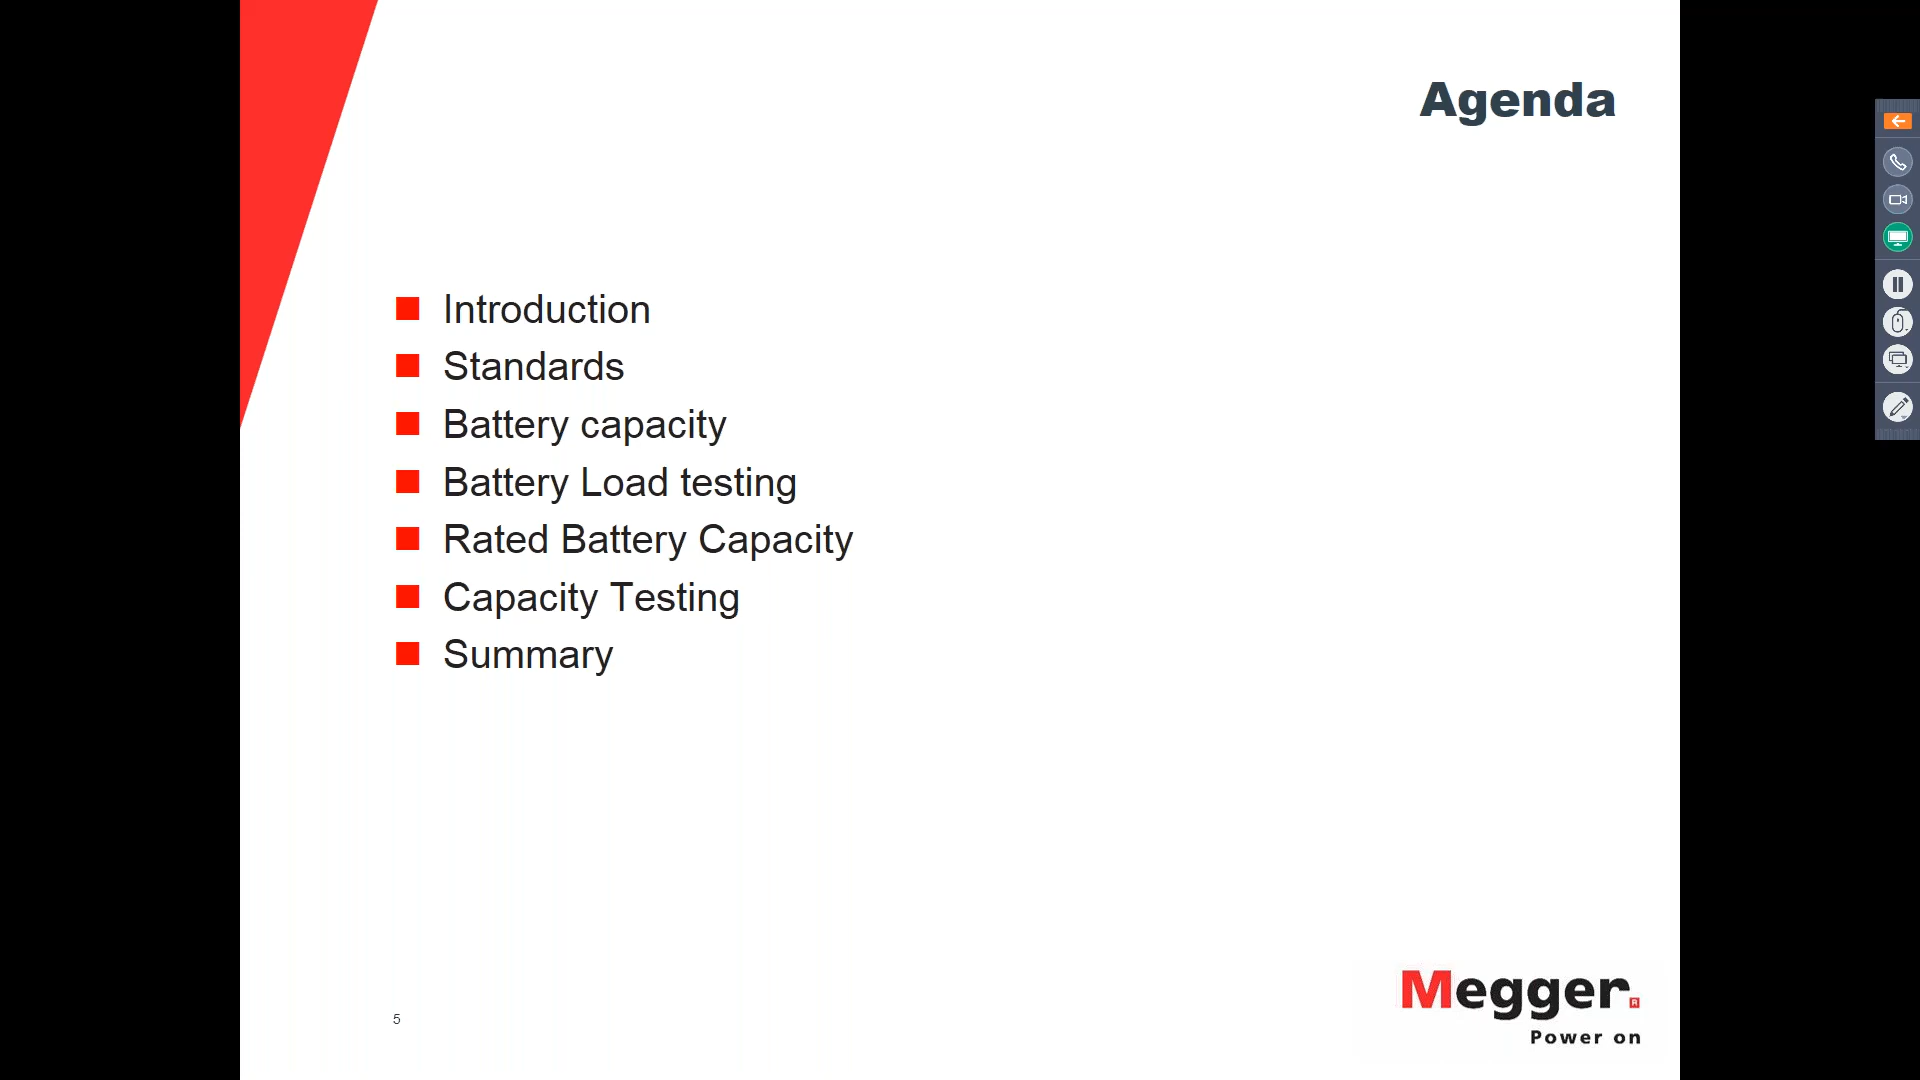 Agenda
Introduction
Standards
Battery capacity
Battery Load testing
Rated Battery Capacity
Capacity Testing
Summary
5
Megger.
Power on